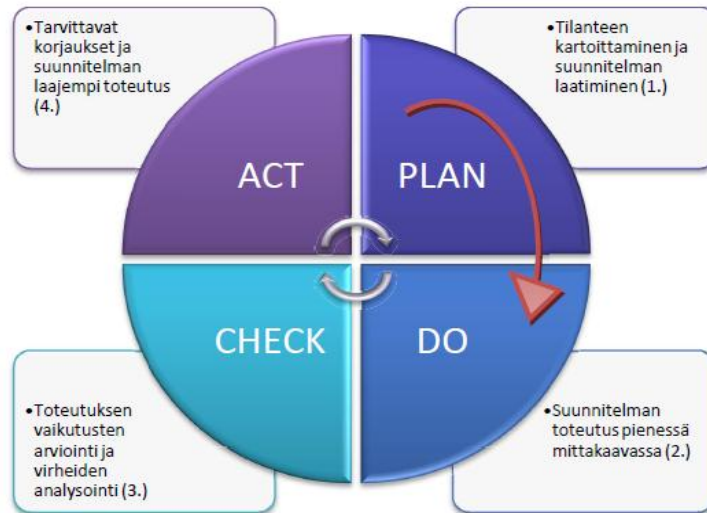 •Tarvittavat
korjaukset ja
suunnitelman
laajempi toteutus
(4.)
•Tilanteen
kartoittaminen ja
suunnitelman
laatiminen (1.)
ACT
PLAN
CHECK
DO
•Toteutuksen
vaikutusten
arviointi ja
virheiden
analysointi (3.)
•Suunnitelman
toteutus pienessä
mittakaavassa (2.)